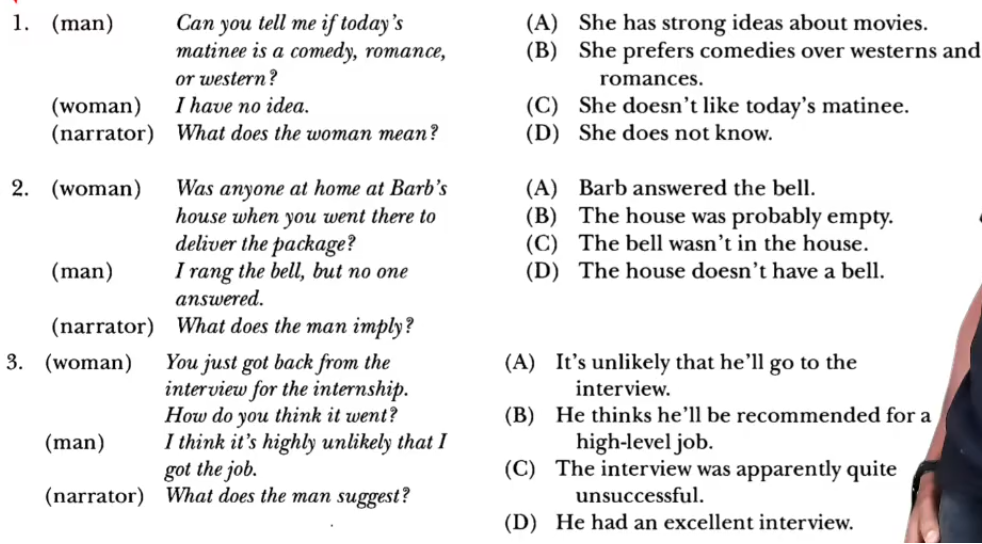 1. (man) Can you tell me if today's (A) She has strong ideas about movies.
matinee is a comedy, romance, (B) She prefers comedies over westerns and
or western? romances.
(woman) I have no idea. (C) She doesn't like today's matinee.
(narrator) What does the woman mean? (D) She does not know.
2. (woman) Was anyone at home at Barb's (A) Barb answered the bell.
house when you went there to (B) The house was probably empty.
deliver the package? (C) The bell wasn't in the house.
(man) I rang the bell, but no one (D) The house doesn't have a bell.
answered.
(narrator) What does the man imply?
3. (woman) You just got back from the (A) It's unlikely that he'll go to the
interview for the internship. interview.
How do you think it went? (B) He thinks he'll be recommended for a
(man) I think it's highly unlikely that I high-level job.
got the job. (C) The interview was apparently quite
(narrator) What does the man suggest? unsuccessful.
(D) He had an excellent interview.